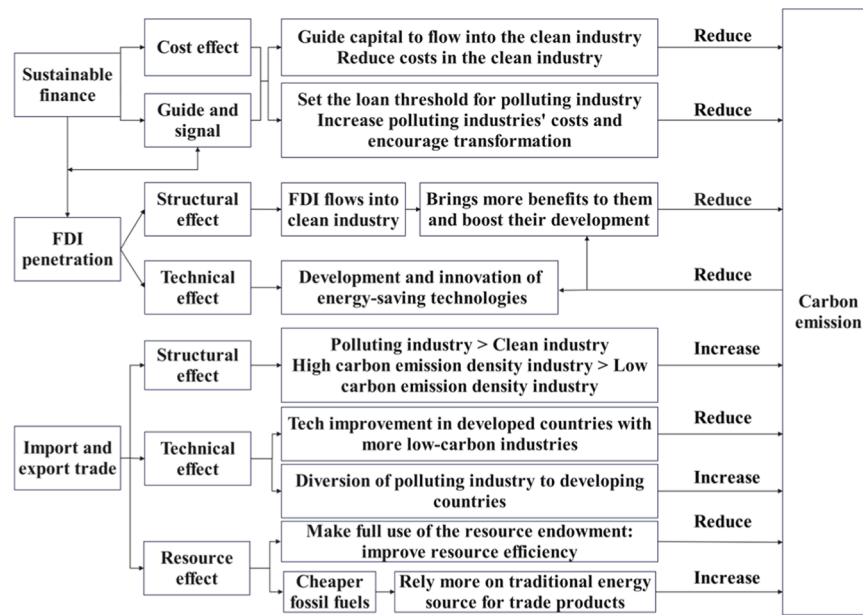 Sustainable
finance
Cost effect
Guide and
signal
Guide capital to flow into the clean industry
Reduce costs in the clean industry
Reduce
Set the loan threshold for polluting industry
Increase polluting industries' costs and
encourage transformation
Reduce
FDI
penetration
Structural
effect
FDI flows into
clean industry
Brings more benefits to them
and boost their development
Reduce
Technical
effect
Development and innovation of
energy-saving technologies
Reduce
Import and
export trade
Structural
effect
Polluting industry > Clean industry
High carbon emission density industry > Low
carbon emission density industry
Increase
Technical
effect
Tech improvement in developed countries with
more low-carbon industries
Reduce
Diversion of polluting industry to developing
countries
Increase
Resource
effect
Make full use of the resource endowment:
improve resource efficiency
Reduce
Cheaper
fossil fuels
Rely more on traditional energy
source for trade products
Increase
Carbon
emission